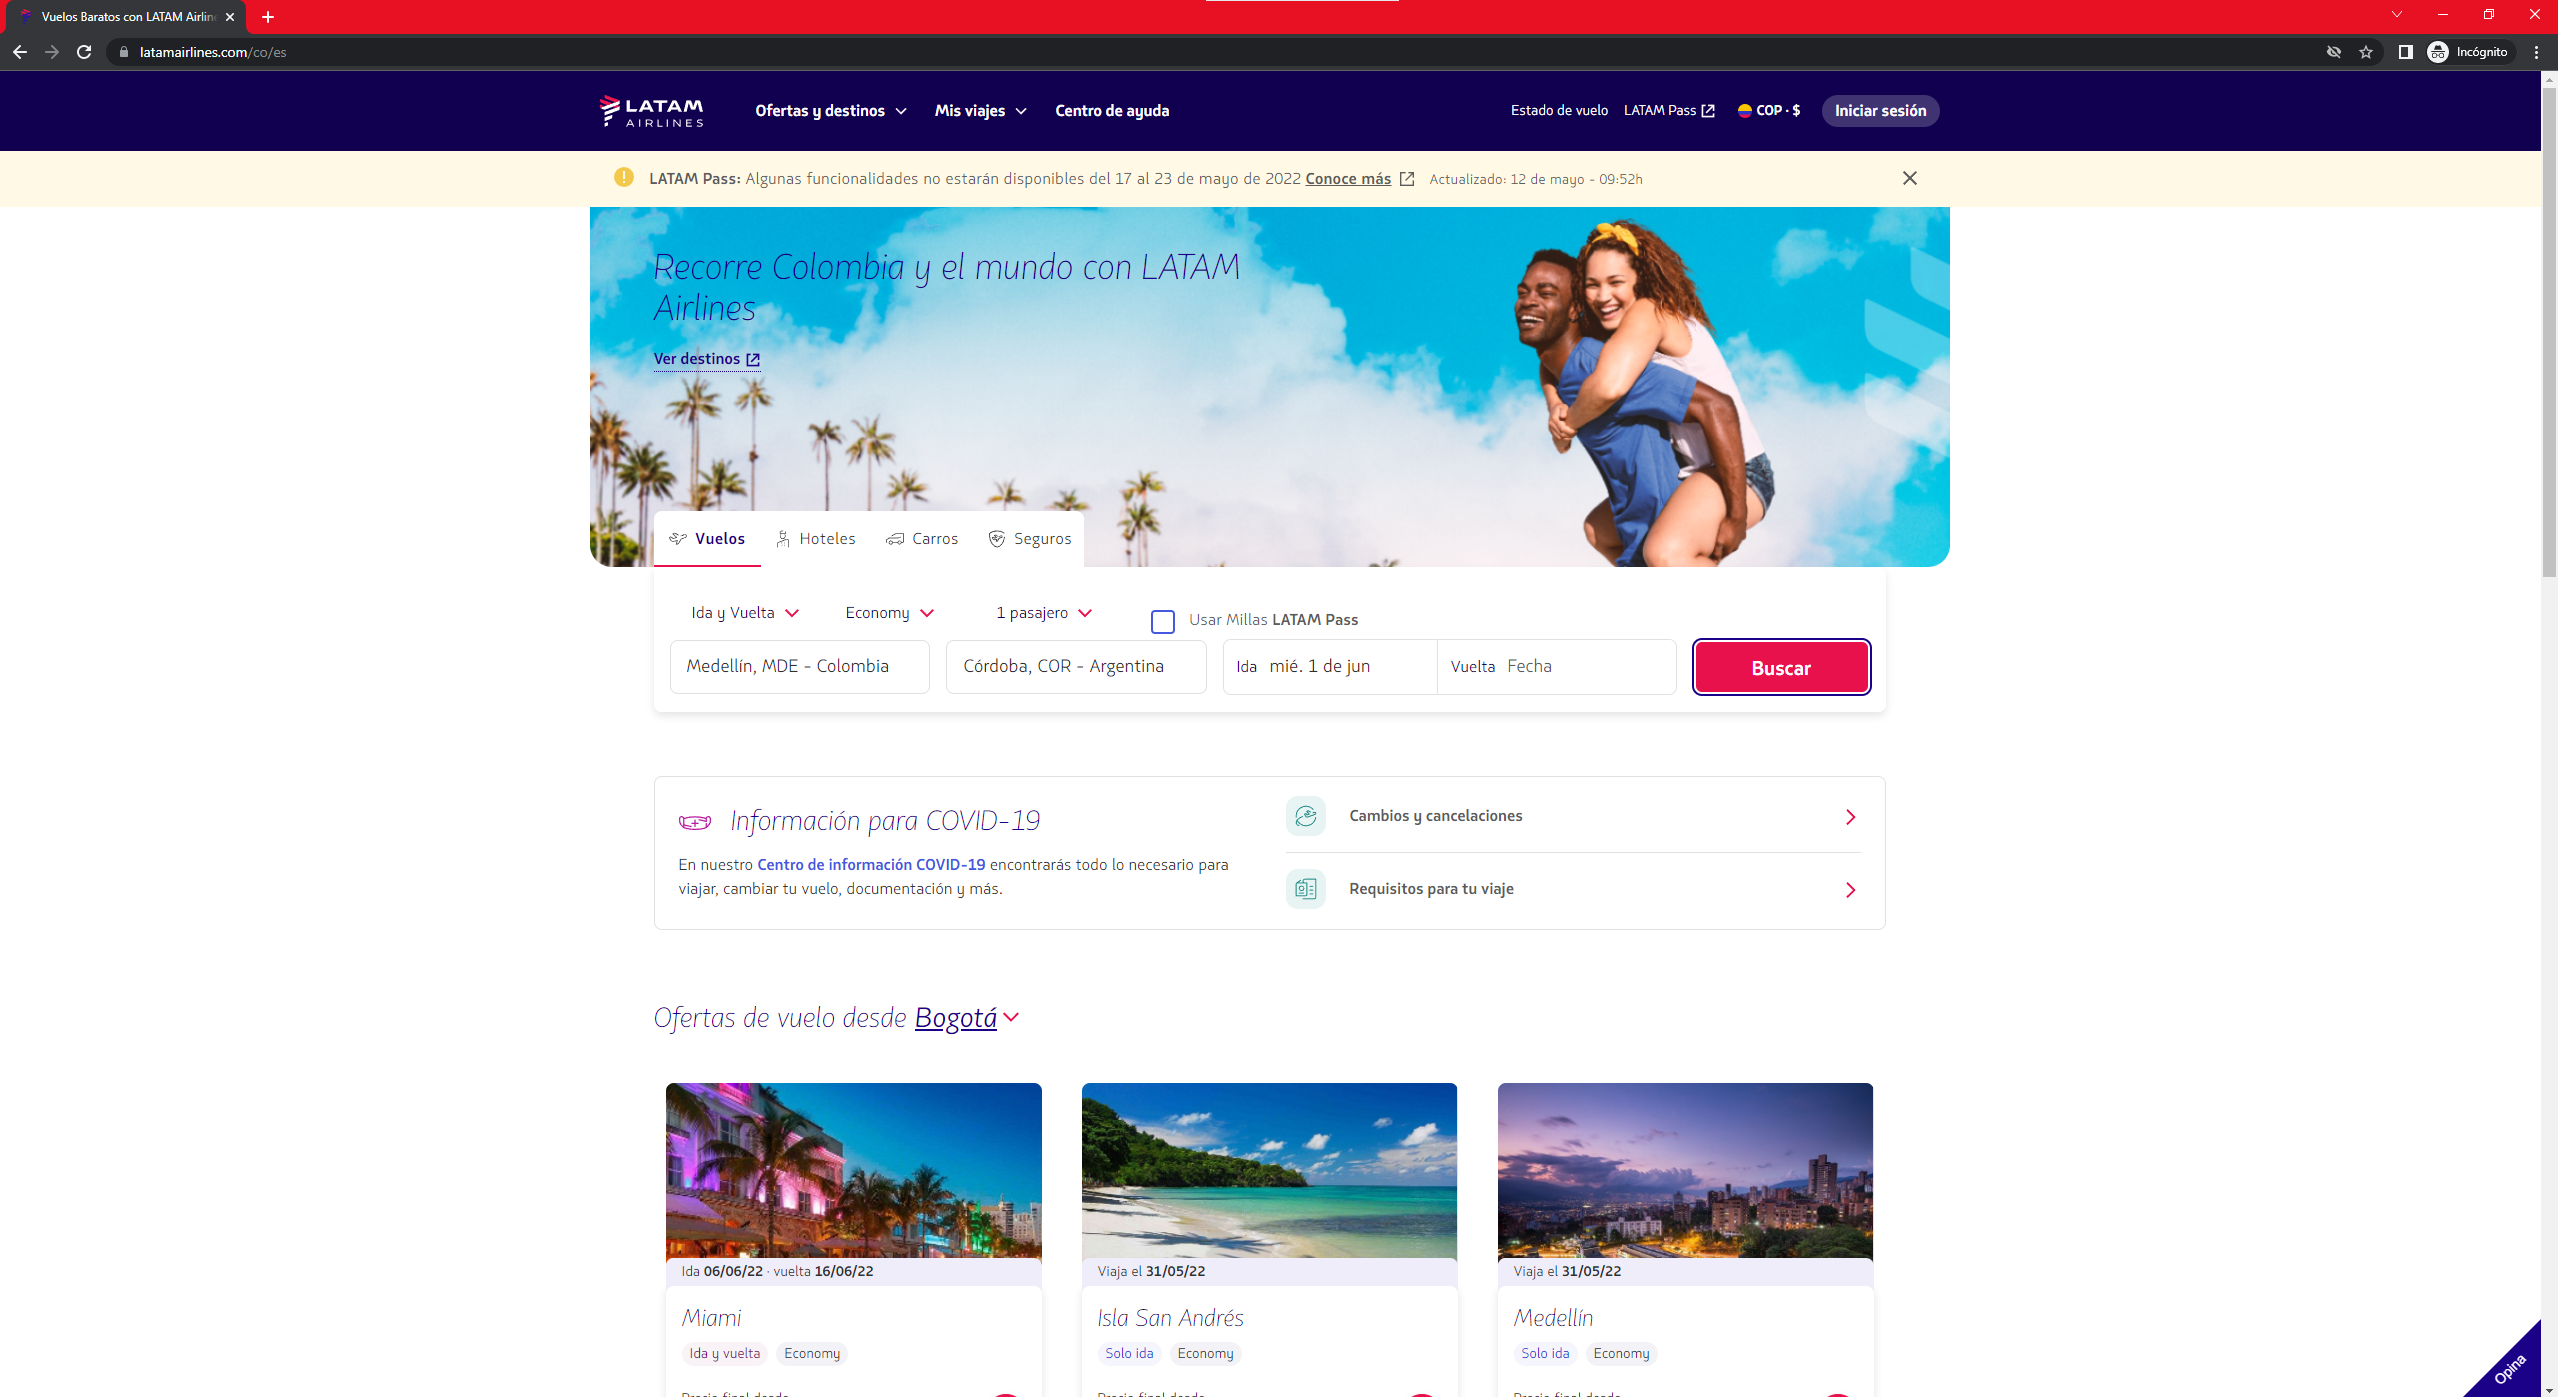 Vuelos Baratos con LATAM Airline
latamairlines.com/co/es
Incógnito
LATAM
AIRLINES
Ofertas y destinos
Mis viajes
Centro de ayuda
Estado de vuelo
LATAM Pass
COP · $
Iniciar sesión
LATAM Pass: Algunas funcionalidades no estarán disponibles del 17 al 23 de mayo de 2022 Conoce más
Actualizado: 12 de mayo - 09:52h
Recorre Colombia y el mundo con LATAM
Airlines
Ver destinos
Vuelos
Hoteles
Carros
Seguros
Ida y Vuelta
Economy
1 pasajero
Usar Millas LATAM Pass
Medellín, MDE - Colombia
Córdoba, COR - Argentina
Ida mié. 1 de jun
Vuelta Fecha
Buscar
Información para COVID-19
En nuestro Centro de información COVID-19 encontrarás todo lo necesario para
viajar, cambiar tu vuelo, documentación y más.
Cambios y cancelaciones
Requisitos para tu viaje
Ofertas de vuelo desde Bogotá
Ida 06/06/22 · vuelta 16/06/22
Miami
Ida y vuelta
Economy
Viaja el 31/05/22
Isla San Andrés
Solo ida
Economy
Viaja el 31/05/22
Medellín
Solo ida
Economy
Opina